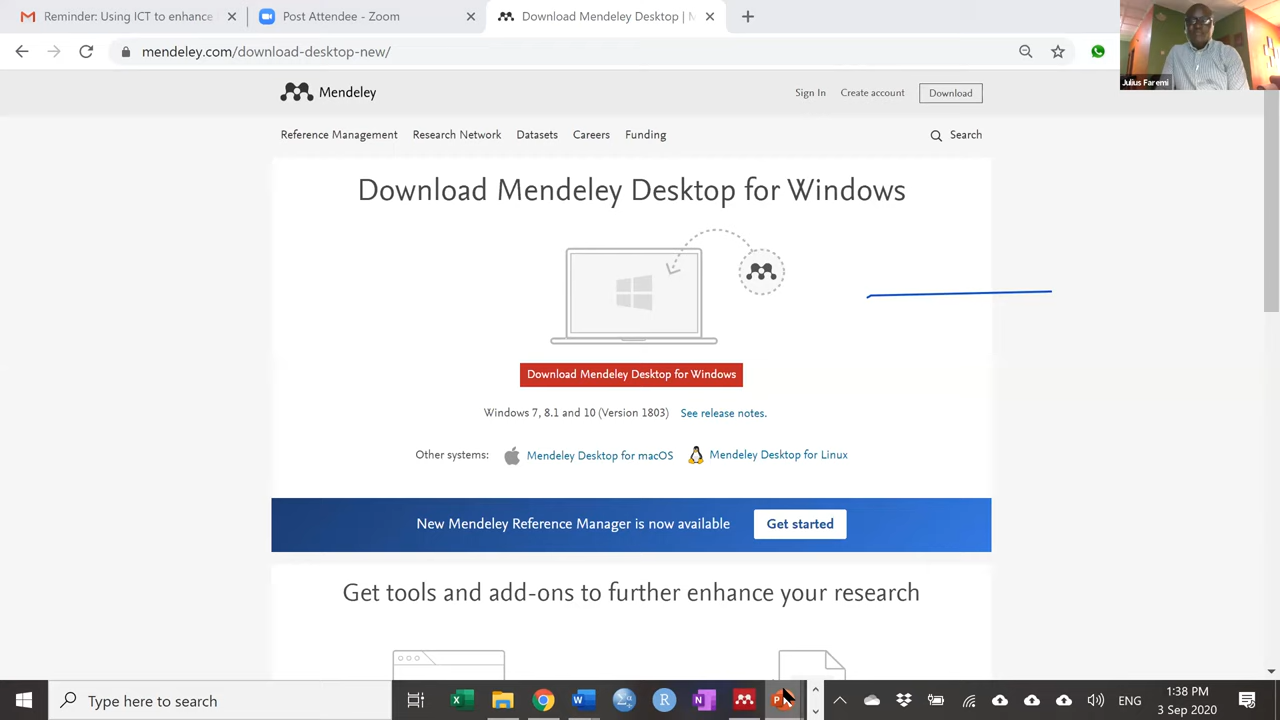 Reminder: Using ICT to enhance
Post Attendee - Zoom
Download Mendeley Desktop | M
mendeley.com/download-desktop-new/
Julius Faremi
Mendeley
Sign In
Create account
Download
Reference Management
Research Network
Datasets
Careers
Funding
Search
Download Mendeley Desktop for Windows
Download Mendeley Desktop for Windows
Windows 7, 8.1 and 10 (Version 1803)
See release notes.
Other systems:
Mendeley Desktop for macOS
Mendeley Desktop for Linux
New Mendeley Reference Manager is now available
Get started
Get tools and add-ons to further enhance your research
Type here to search
ENG
1:38 PM
3 Sep 2020